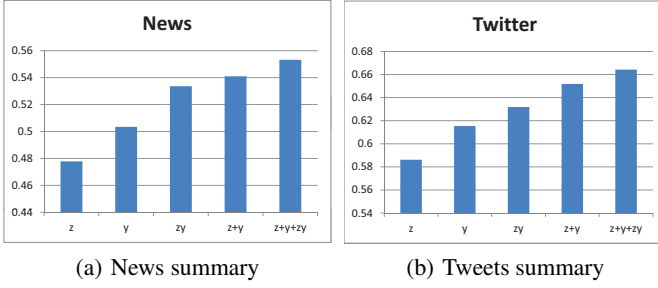 News
0.56
0.54
0.52
0.5
0.48
0.46
0.44
z y zy z+y z+y+zy
(a) News summary
Twitter
0.68
0.66
0.64
0.62
0.6
0.58
0.56
0.54
z y zy z+y z+y+zy
(b) Tweets summary